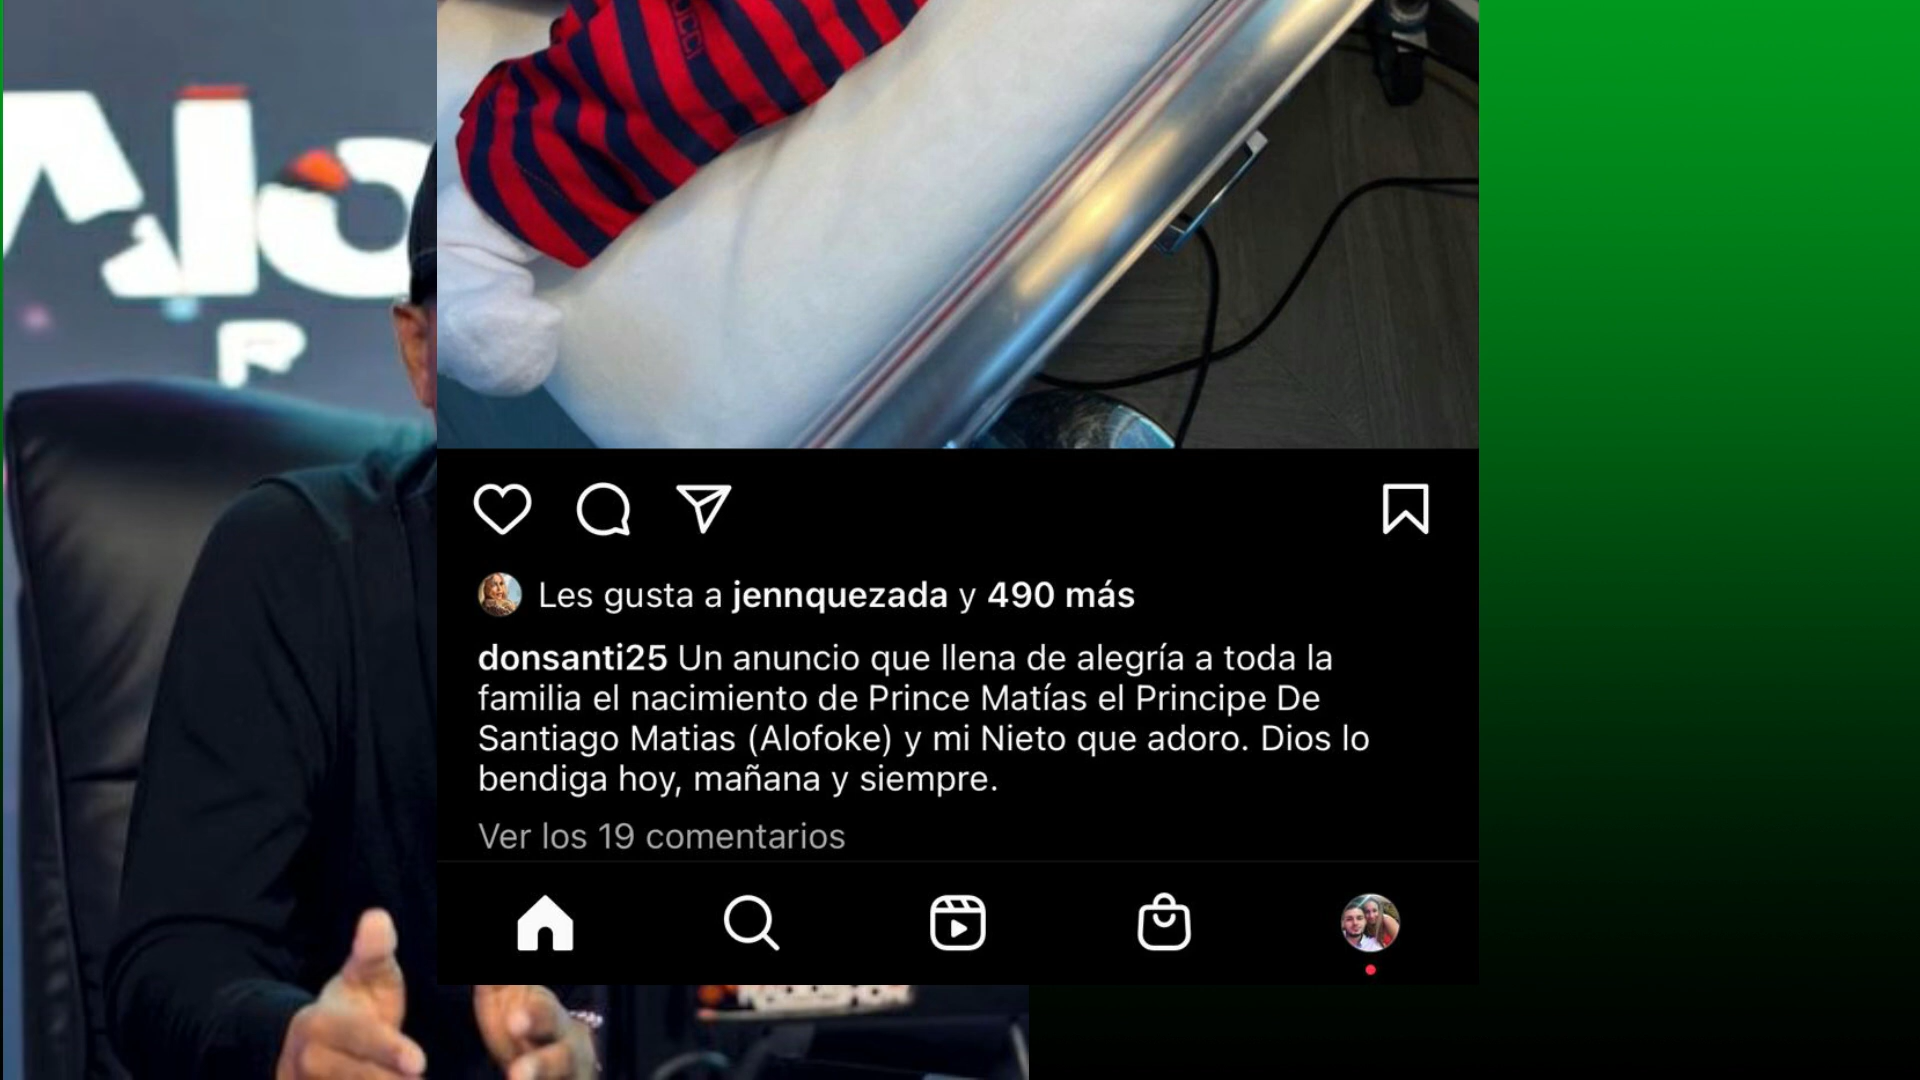 Alo
R
UCCI
Les gusta a jennquezada y 490 más
donsanti25 Un anuncio que llena de alegría a toda la
familia el nacimiento de Prince Matías el Principe De
Santiago Matias (Alofoke) y mi Nieto que adoro. Dios lo
bendiga hoy, mañana y siempre.
Ver los 19 comentarios